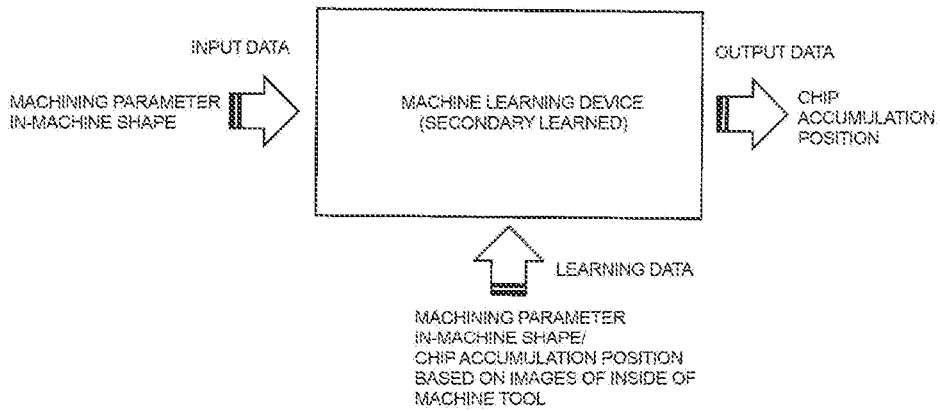 INPUT DATA
MACHINING PARAMETER
IN-MACHINE SHAPE
MACHINE LEARNING DEVICE
(SECONDARY LEARNED)
OUTPUT DATA
CHIP
ACCUMULATION
POSITION
LEARNING DATA
MACHINING PARAMETER
IN-MACHINE SHAPE/
CHIP ACCUMULATION POSITION
BASED ON IMAGES OF INSIDE OF
MACHINE TOOL